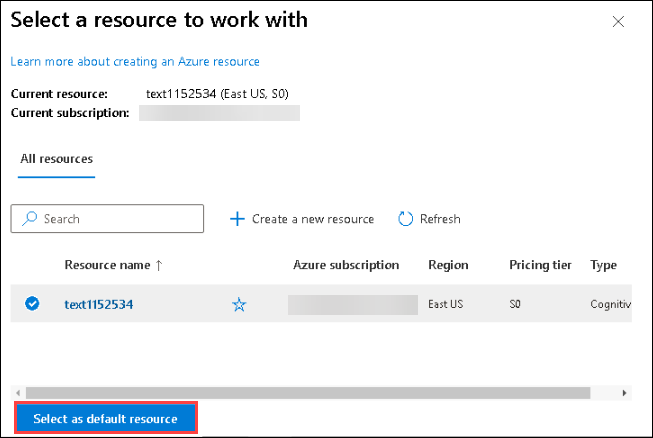 Select a resource to work with
Learn more about creating an Azure resource
Current resource: text1152534 (East US, S0)
Current subscription:
All resources
Search Create a new resource Refresh
Resource name ↑ Azure subscription Region Pricing tier Type
text1152534 East US S0 Cognitiv
Select as default resource